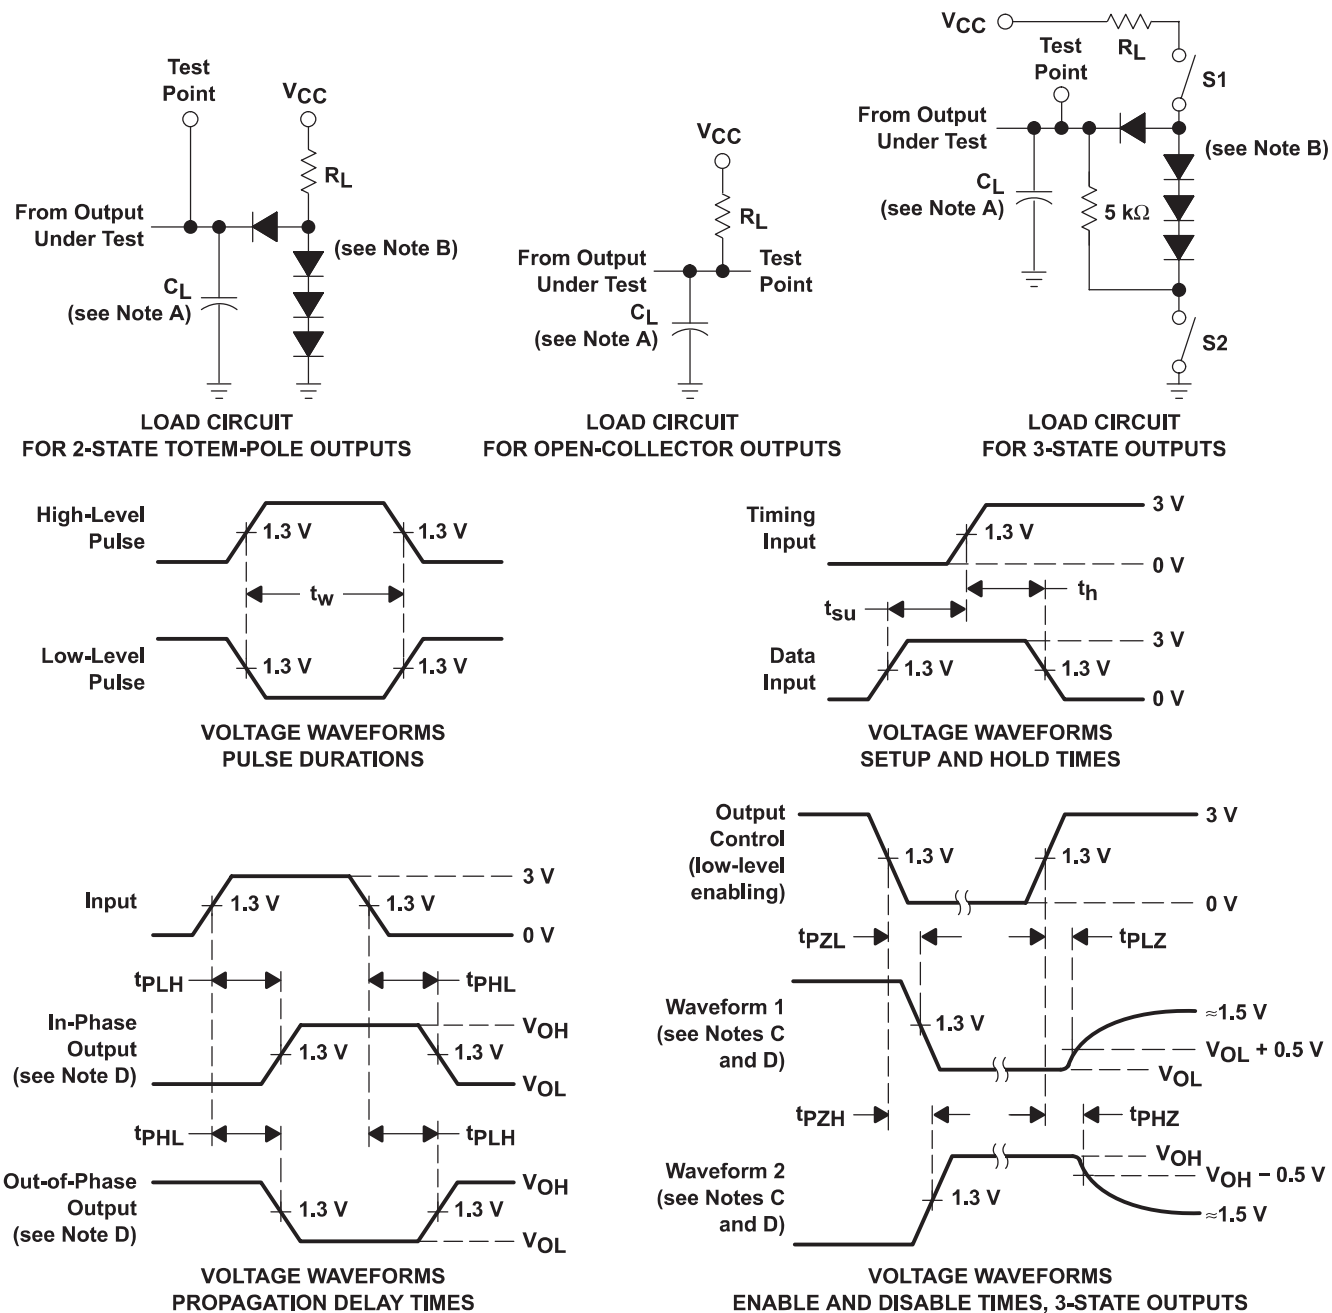 Test
Point
VCC
RL
From Output
Under Test
(see Note B)
CL
(see Note A)
LOAD CIRCUIT
FOR 2-STATE TOTEM-POLE OUTPUTS
VCC
RL
From Output
Under Test
Test
Point
CL
(see Note A)
LOAD CIRCUIT
FOR OPEN-COLLECTOR OUTPUTS
VCC
RL
Test
Point
S1
From Output
Under Test
(see Note B)
CL
(see Note A)
5 kΩ
S2
LOAD CIRCUIT
FOR 3-STATE OUTPUTS
High-Level
Pulse
1.3 V
1.3 V
tw
Low-Level
Pulse
1.3 V
1.3 V
VOLTAGE WAVEFORMS
PULSE DURATIONS
Timing
Input
1.3 V
3 V
0 V
th
tsu
Data
Input
1.3 V
1.3 V
3 V
0 V
VOLTAGE WAVEFORMS
SETUP AND HOLD TIMES
Input
1.3 V
1.3 V
3 V
0 V
tPLH
tPHL
In-Phase
Output
(see Note D)
1.3 V
1.3 V
VOH
VOL
tPHL
tPLH
Out-of-Phase
Output
(see Note D)
1.3 V
1.3 V
VOH
VOL
VOLTAGE WAVEFORMS
PROPAGATION DELAY TIMES
Output
Control
(low-level
enabling)
1.3 V
1.3 V
3 V
0 V
tPZL
tPLZ
Waveform 1
(see Notes C
and D)
1.3 V
≈1.5 V
VOL + 0.5 V
VOL
tPZH
tPHZ
Waveform 2
(see Notes C
and D)
1.3 V
VOH
VOH − 0.5 V
≈1.5 V
VOLTAGE WAVEFORMS
ENABLE AND DISABLE TIMES, 3-STATE OUTPUTS